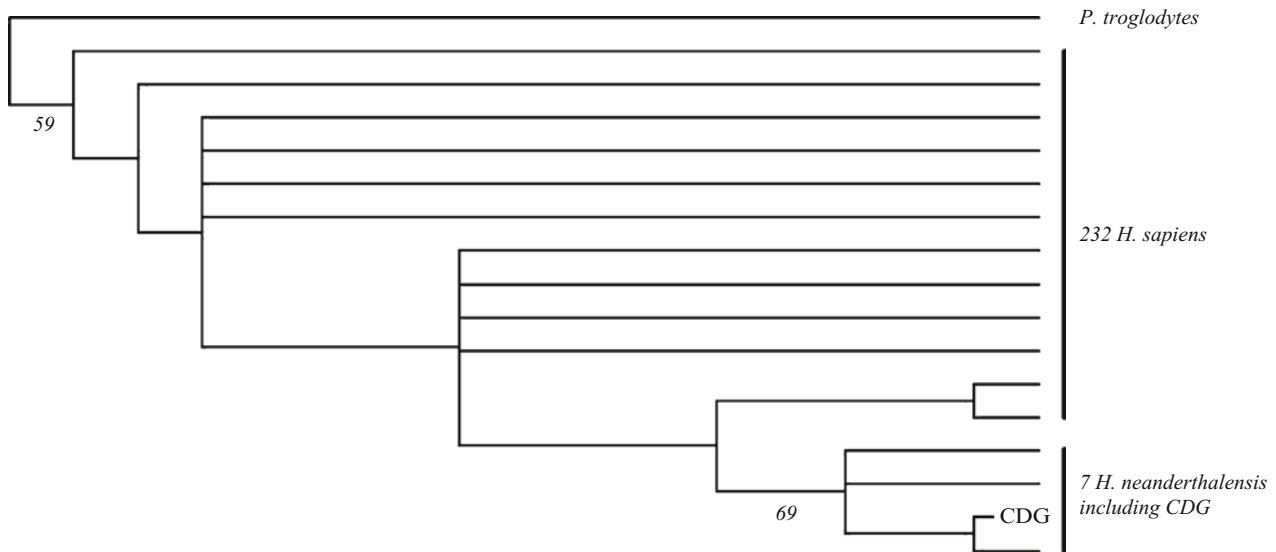 P. troglodytes
59
232 H. sapiens
7 H. neanderthalensis
including CDG
69
CDG